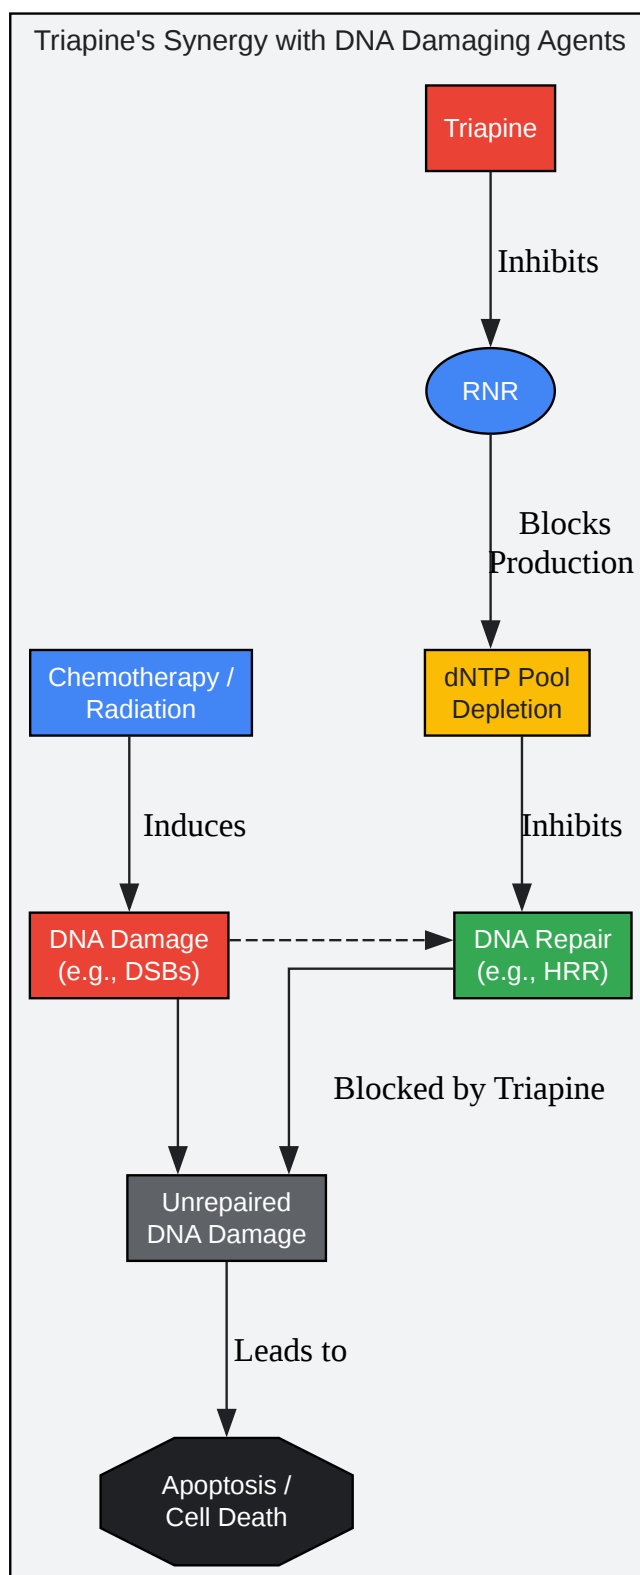 Triapine's Synergy with DNA Damaging Agents
Triapine
Inhibits
RNR
Blocks
Production
Chemotherapy /
Radiation
dNTP Pool
Depletion
Induces
Inhibits
DNA Damage
(e.g., DSBs)
DNA Repair
(e.g., HRR)
Blocked by Triapine
Unrepaired
DNA Damage
Leads to
Apoptosis /
Cell Death